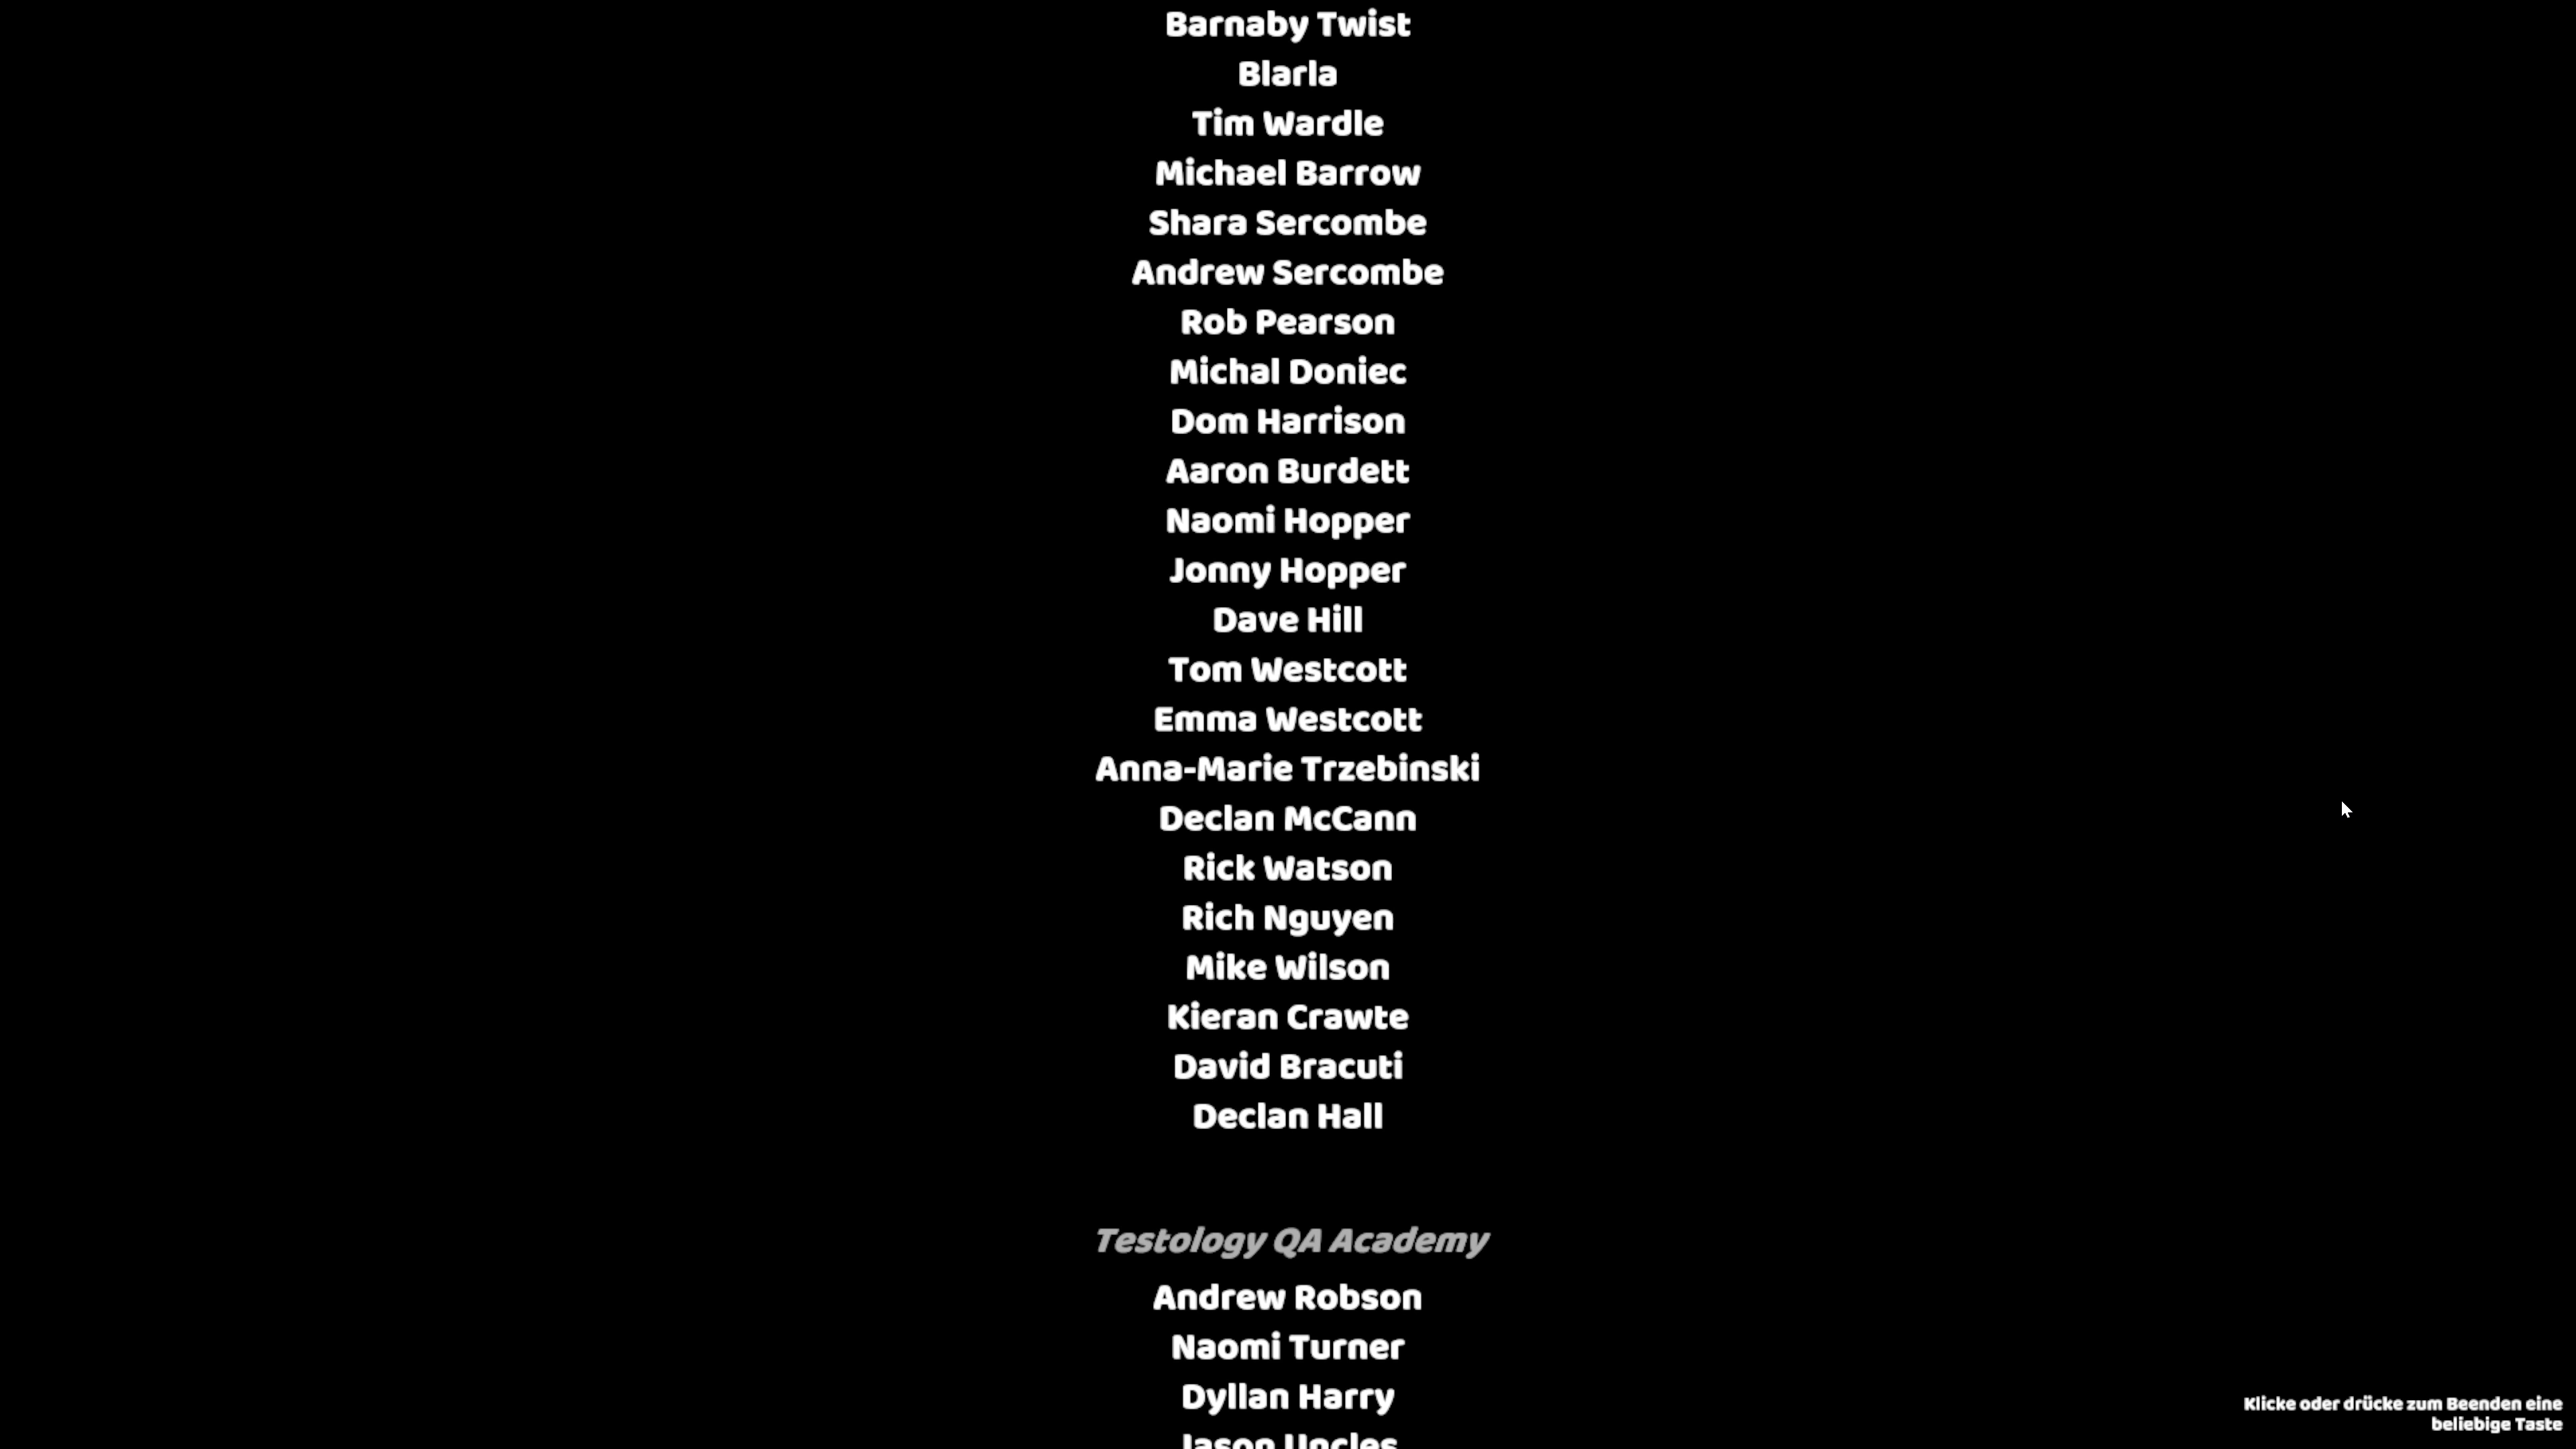 Barnaby Twist
Blarla
Tim Wardle
Michael Barrow
Shara Sercombe
Andrew Sercombe
Rob Pearson
Michal Doniec
Dom Harrison
Aaron Burdett
Naomi Hopper
Jonny Hopper
Dave Hill
Tom Westcott
Emma Westcott
Anna-Marie Trzebinski
Declan McCann
Rick Watson
Rich Nguyen
Mike Wilson
Kieran Crawte
David Bracuti
Declan Hall
Testology QA Academy
Andrew Robson
Naomi Turner
Dyllan Harry
Jason Uncles
Klicke oder drücke zum Beenden eine
beliebige Taste